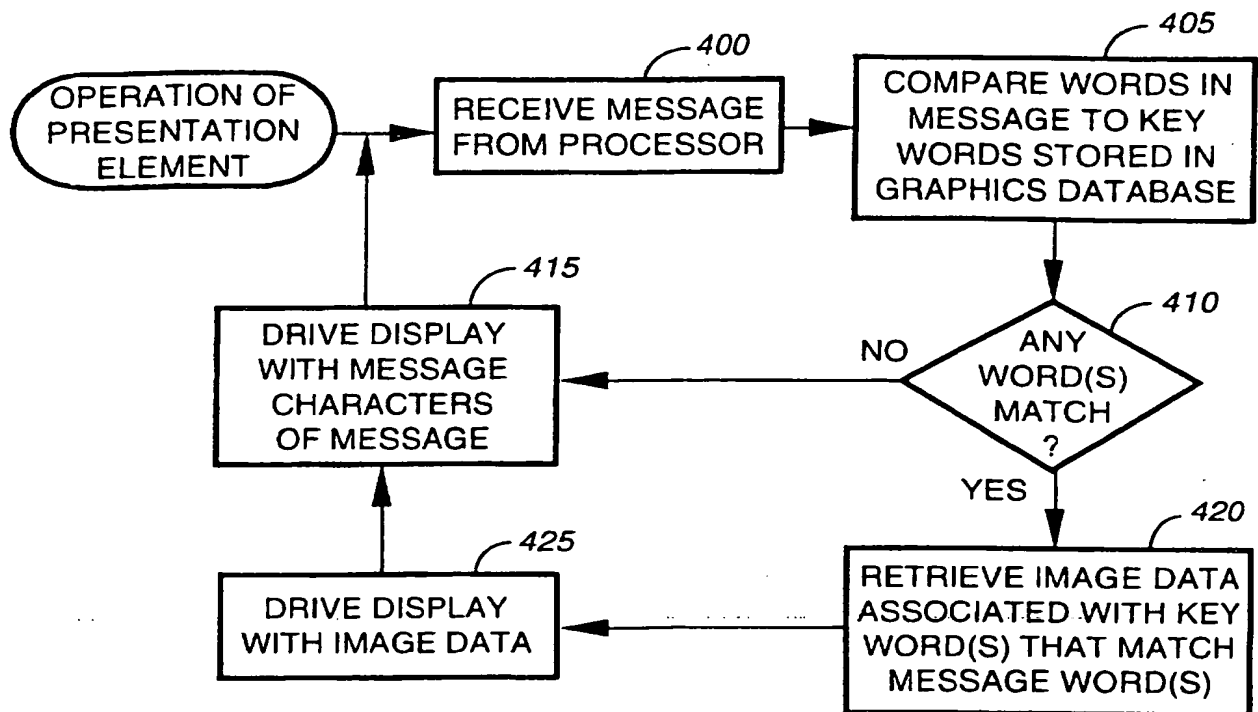 OPERATION OF
PRESENTATION
ELEMENT
400
RECEIVE MESSAGE
FROM PROCESSOR
405
COMPARE WORDS IN
MESSAGE TO KEY
WORDS STORED IN
GRAPHICS DATABASE
410
ANY
WORD(S)
MATCH
?
NO
YES
415
DRIVE DISPLAY
WITH MESSAGE
CHARACTERS
OF MESSAGE
420
RETRIEVE IMAGE DATA
ASSOCIATED WITH KEY
WORD(S) THAT MATCH
MESSAGE WORD(S)
425
DRIVE DISPLAY
WITH IMAGE DATA